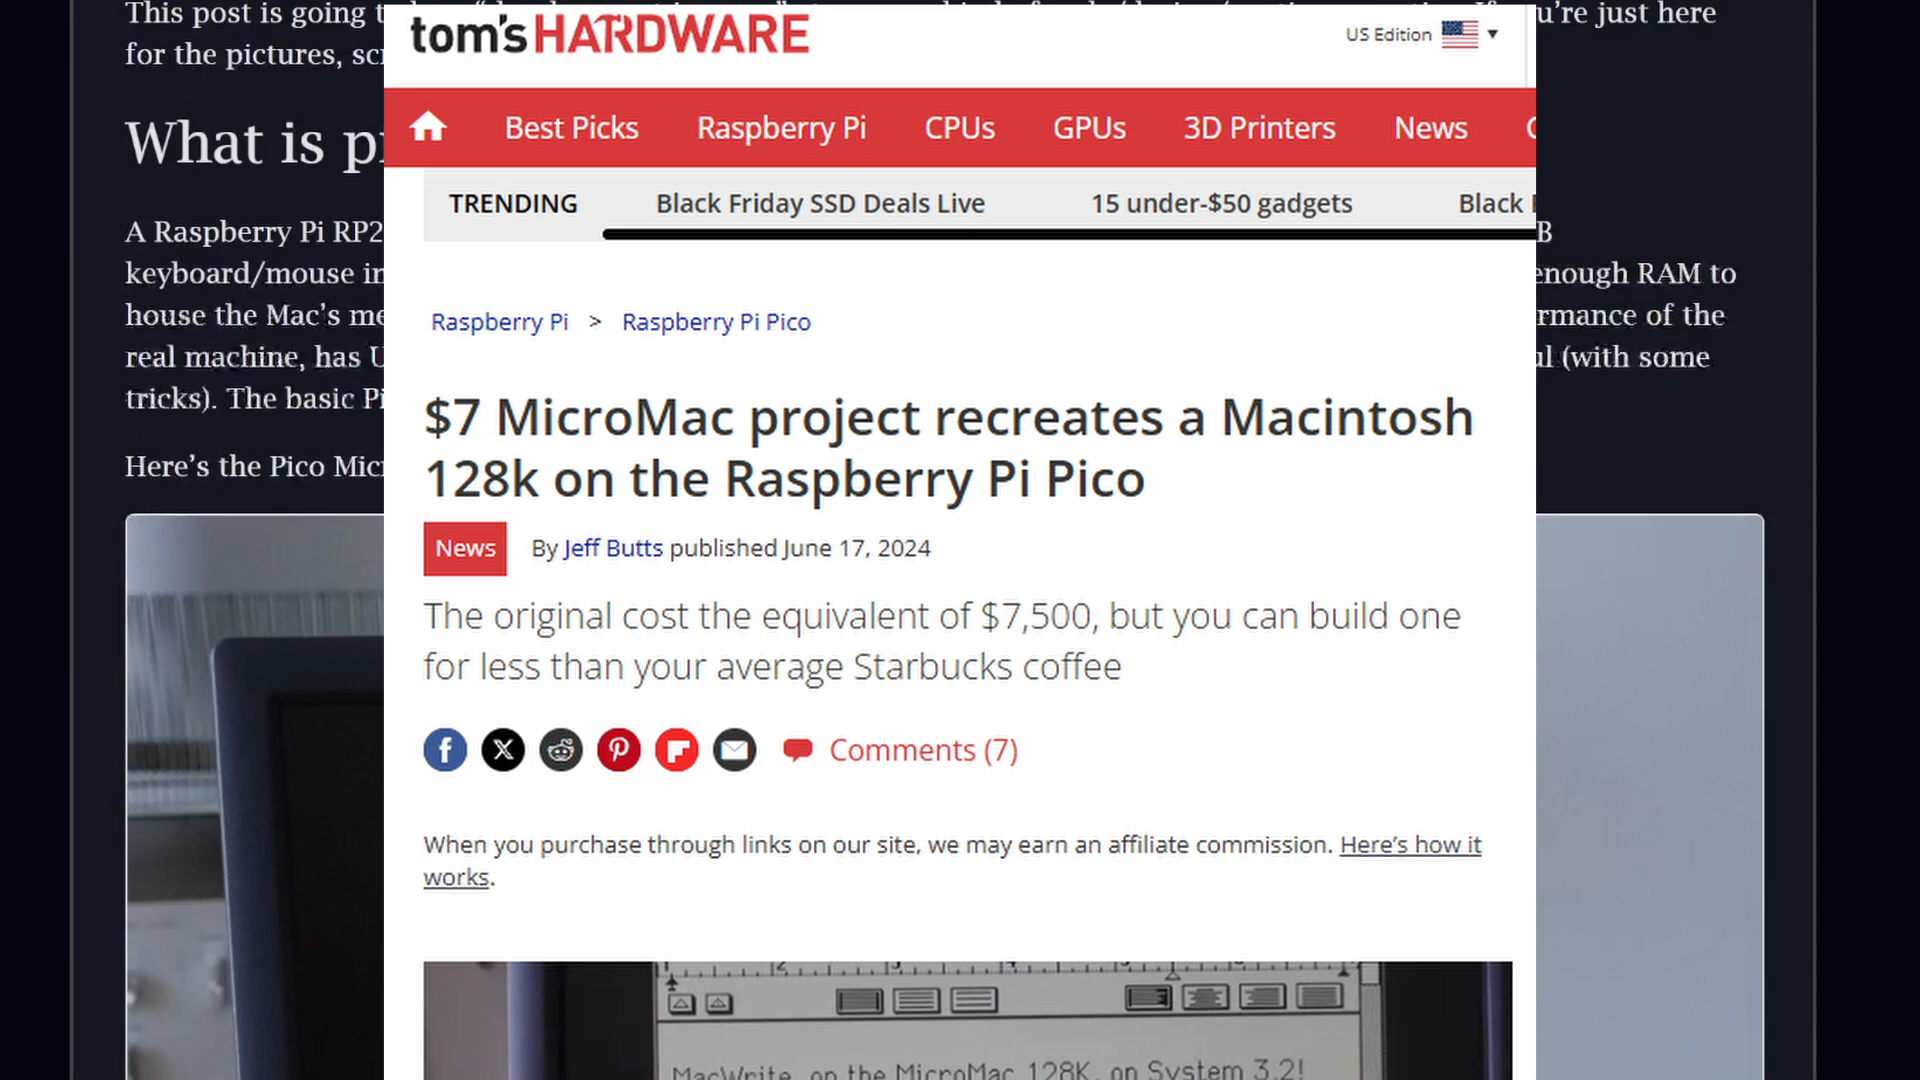 This post is going t
u're just here
for the pictures, scr
What is p
A Raspberry Pi RP2
B
keyboard/mouse in
enough RAM to
house the Mac's me
rmance of the
real machine, has U
ul (with some
tricks). The basic Pi
Here's the Pico Micr
tom's HARDWARE
US Edition
Best Picks Raspberry Pi CPUs GPUs 3D Printers News
TRENDING Black Friday SSD Deals Live 15 under-$50 gadgets Black
Raspberry Pi > Raspberry Pi Pico
$7 MicroMac project recreates a Macintosh
128k on the Raspberry Pi Pico
News By Jeff Butts published June 17, 2024
The original cost the equivalent of $7,500, but you can build one
for less than your average Starbucks coffee
Comments (7)
When you purchase through links on our site, we may earn an affiliate commission. Here's how it
works.
MacWrite, on the MicroMac 128K, on System 3.2!